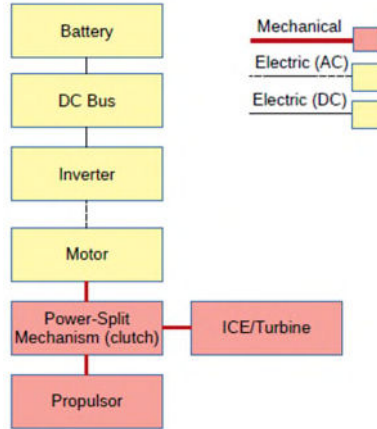 Battery
Mechanical
Electric (AC)
DC Bus
Electric (DC)
Inverter
Motor
Power-Split
Mechanism (clutch)
ICE/Turbine
Propulsor